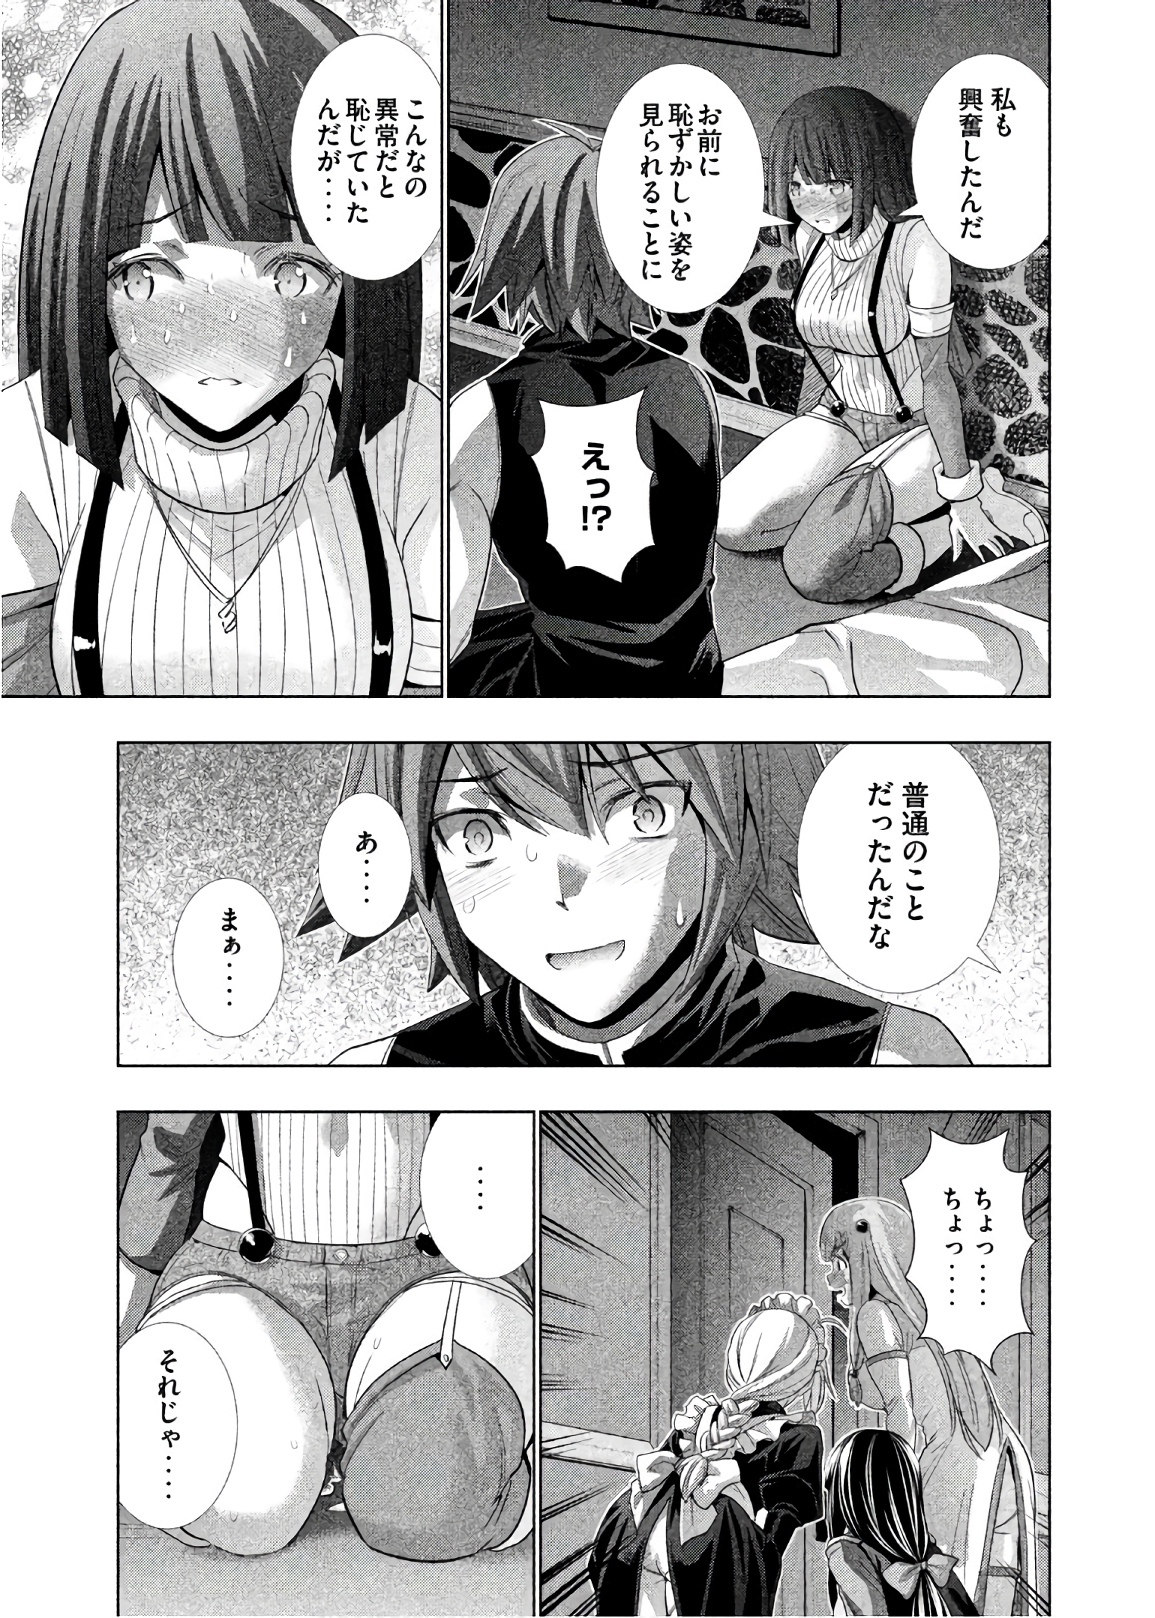 私も
興奮したんだ
お前に
恥ずかしい姿を
見られることに
えっ!?
こんなの
異常だと
恥じていた
んだが‥‥
普通のこと
だったんだな
あ‥‥
まぁ‥‥
ちょっ‥‥
ちょっ‥‥
‥‥
それじゃ‥‥